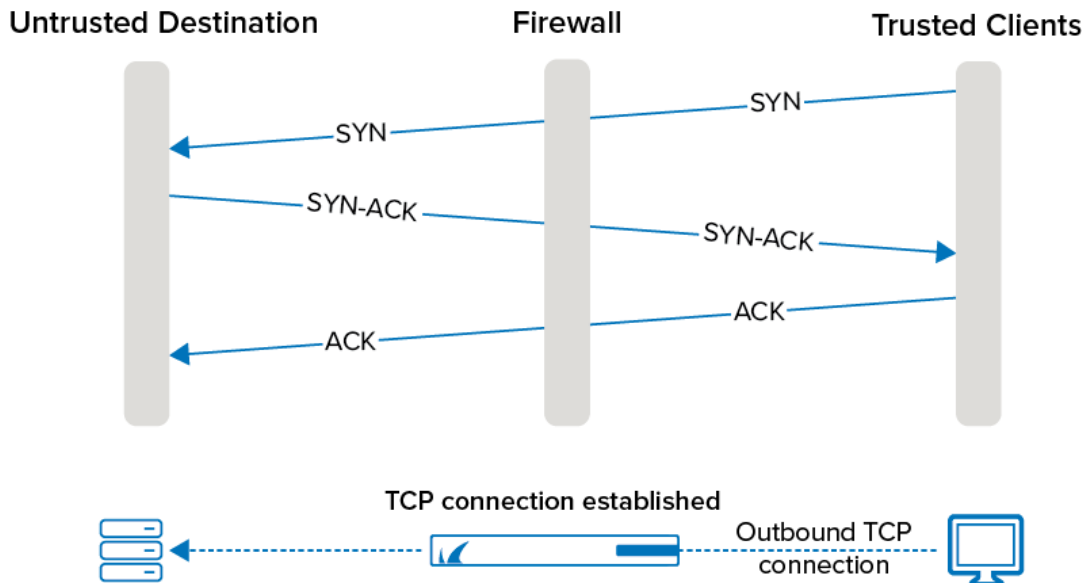 Untrusted Destination
Firewall
Trusted Clients
SYN
SYN
SYN-ACK
SYN-ACK
ACK
ACK
TCP connection established
Outbound TCP
connection